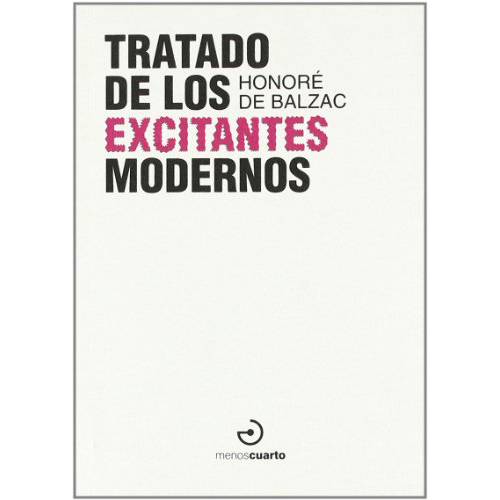 TRATADO
DE LOS
EXCITANTES
MODERNOS
HONORÉ
DE BALZAC
menoscuarto